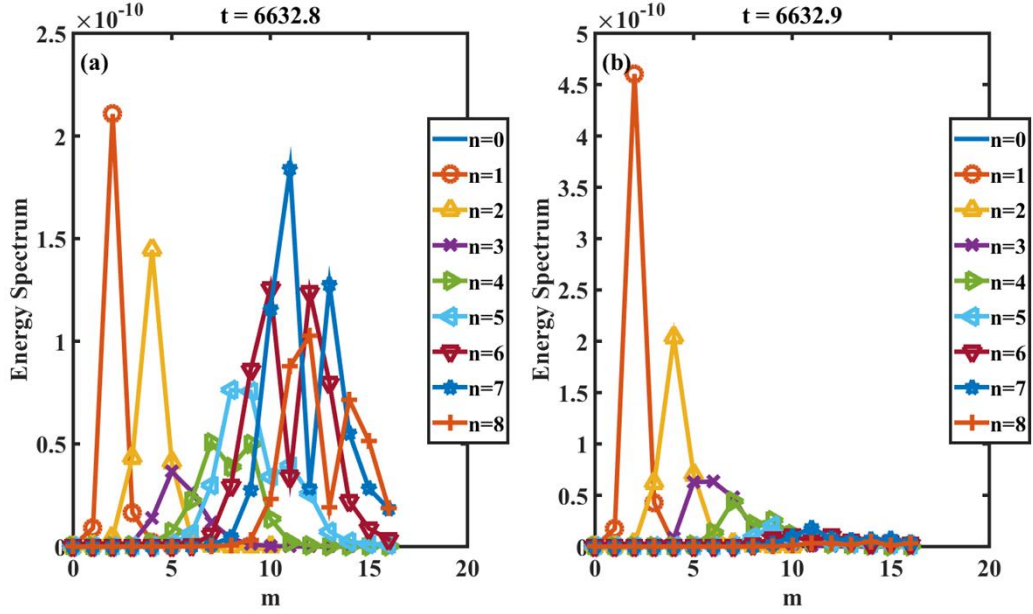 ×10⁻¹⁰ t = 6632.8
2.5
(a)
2
1.5
1
0.5
0
Energy Spectrum
0 5 10 15 20
m
n=0
n=1
n=2
n=3
n=4
n=5
n=6
n=7
n=8
×10⁻¹⁰ t = 6632.9
5
(b)
4.5
4
3.5
3
2.5
2
1.5
1
0.5
0
Energy Spectrum
0 5 10 15 20
m
n=0
n=1
n=2
n=3
n=4
n=5
n=6
n=7
n=8